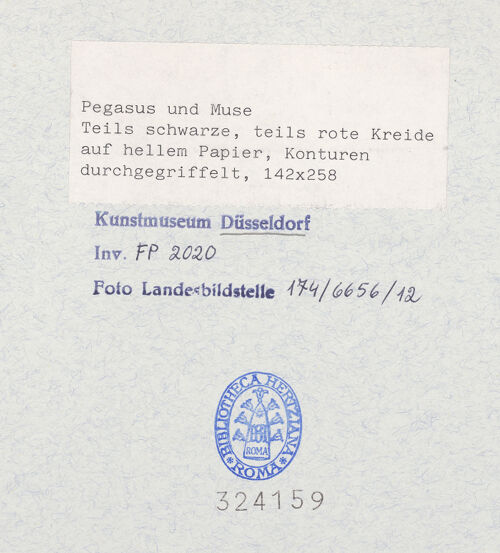 Pegasus und Muse
Teils schwarze, teils rote Kreide
auf hellem Papier, Konturen
durchgegriffelt, 142x258
Kunstmuseum Düsseldorf
Inv. FP 2020
Foto Landesbildstelle 174/6656/12
BIBLIOTHECA HERTZIANA
ROMA
ROMA
324159